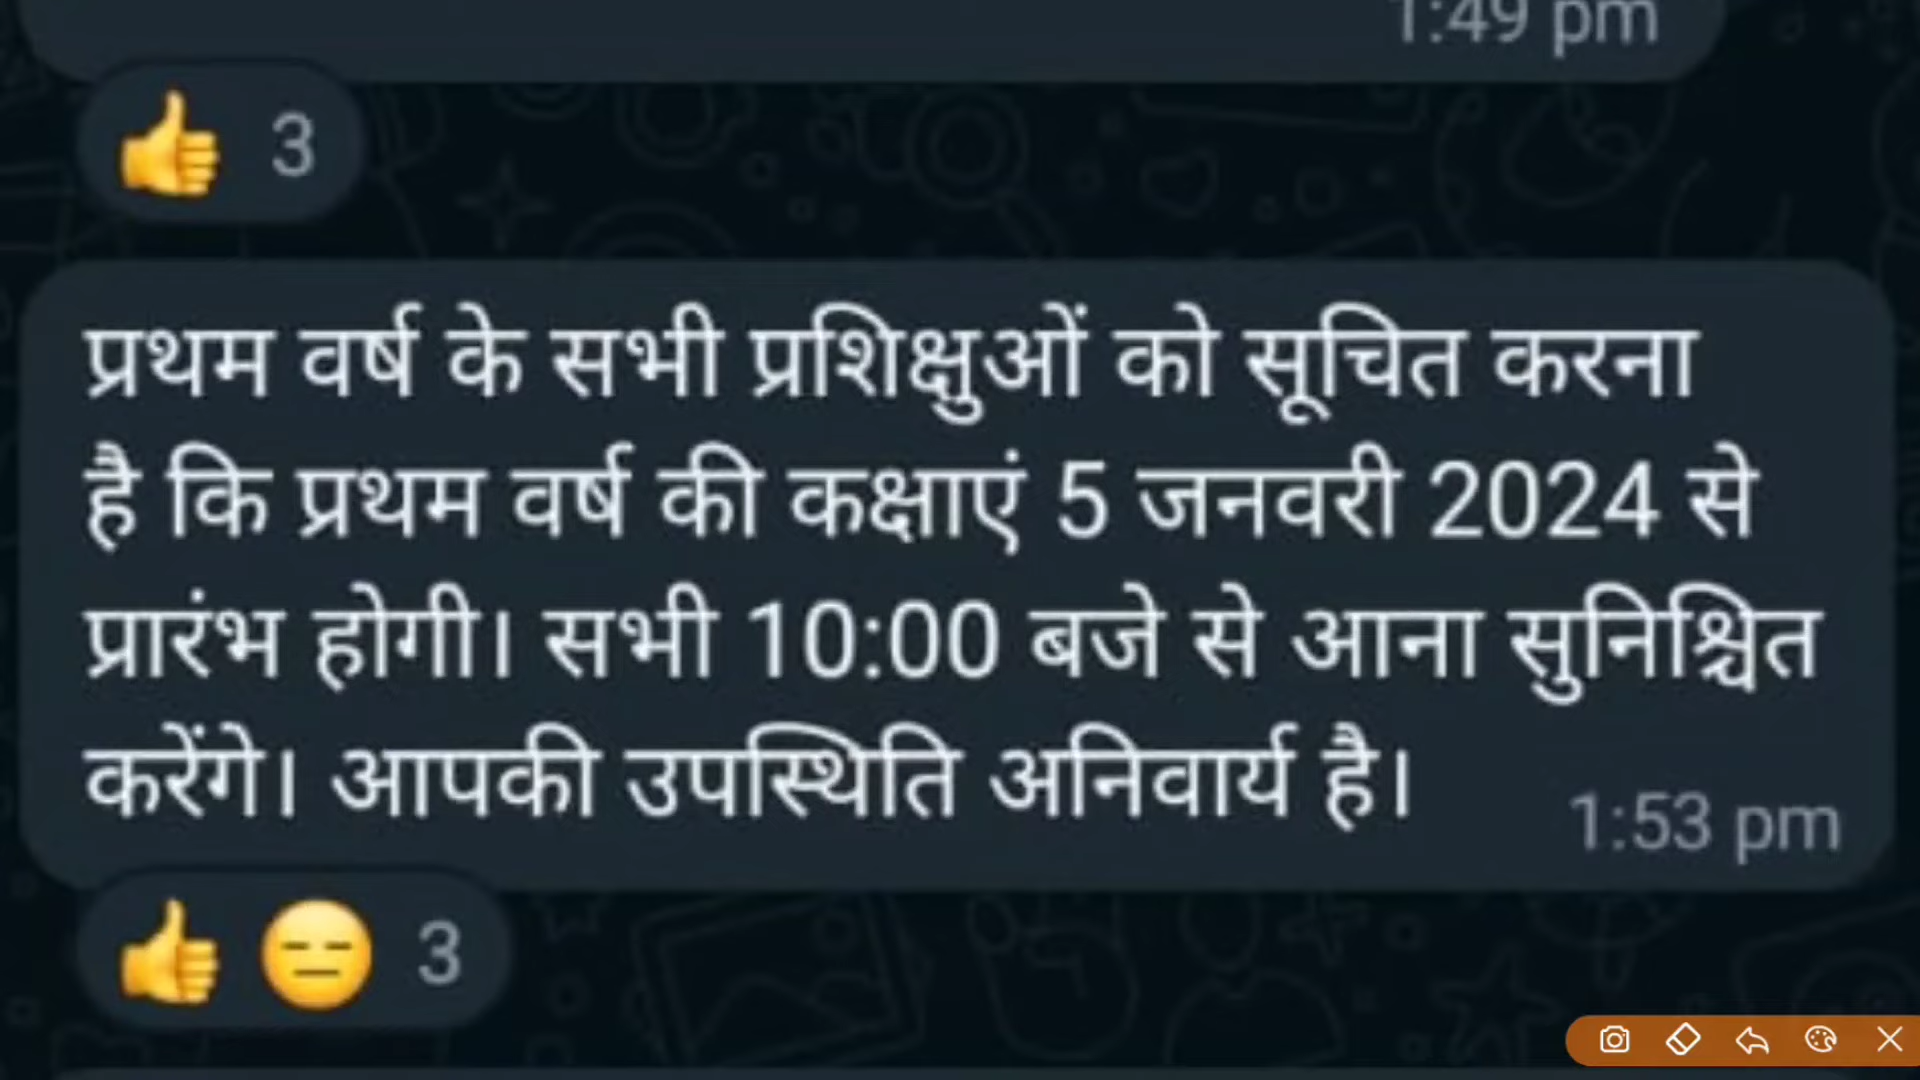 1:49 pm
👍 3
प्रथम वर्ष के सभी प्रशिक्षुओं को सूचित करना
है कि प्रथम वर्ष की कक्षाएं 5 जनवरी 2024 से
प्रारंभ होगी। सभी 10:00 बजे से आना सुनिश्चित
करेंगे। आपकी उपस्थिति अनिवार्य है।
1:53 pm
👍 😑 3